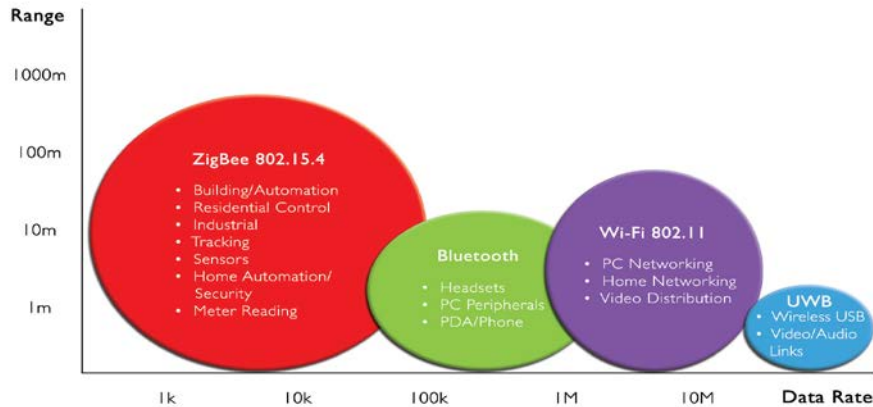 Range
1000m
100m
10m
1m
ZigBee 802.15.4
• Building/Automation
• Residential Control
• Industrial
• Tracking
• Sensors
• Home Automation/
Security
• Meter Reading
Bluetooth
• Headsets
• PC Peripherals
• PDA/Phone
Wi-Fi 802.11
• PC Networking
• Home Networking
• Video Distribution
UWB
• Wireless USB
• Video/Audio
Links
1k 10k 100k 1M 10M Data Rate